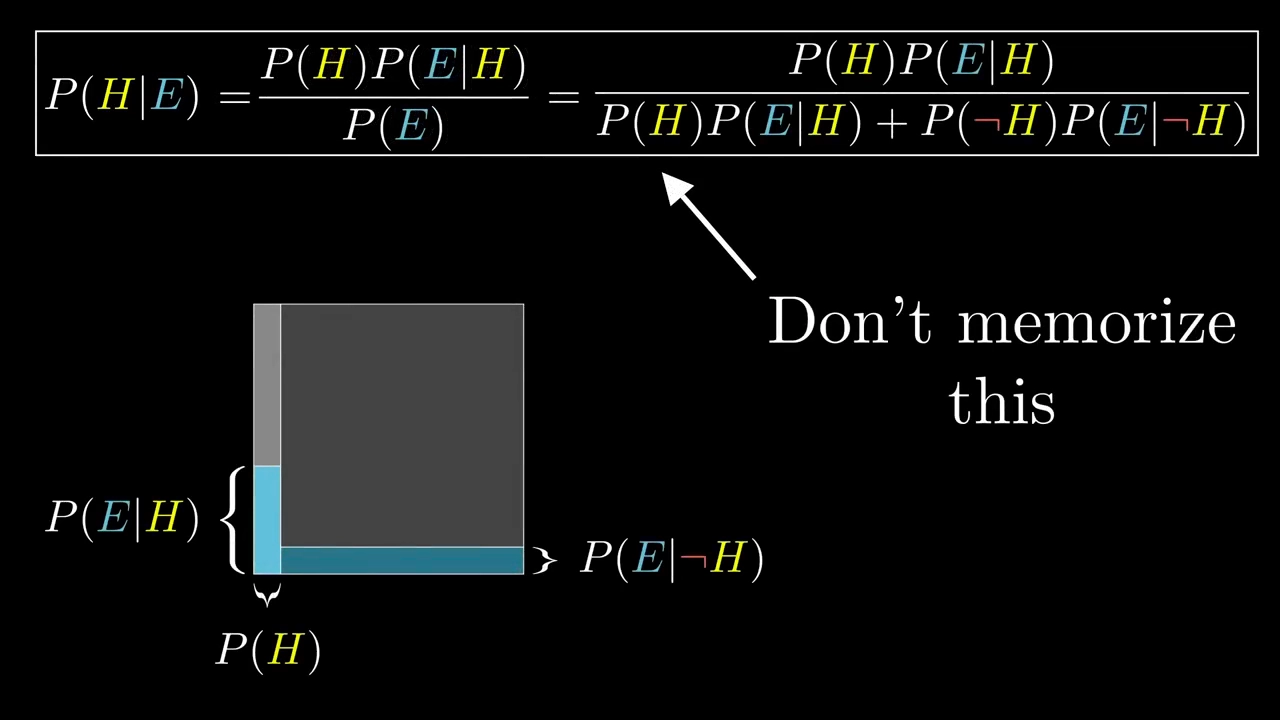 P(H|E) = P(H)P(E|H) / P(E) = P(H)P(E|H) / P(H)P(E|H) + P(¬H)P(E|¬H)
Don't memorize
this
P(E|H)
P(E|¬H)
P(H)